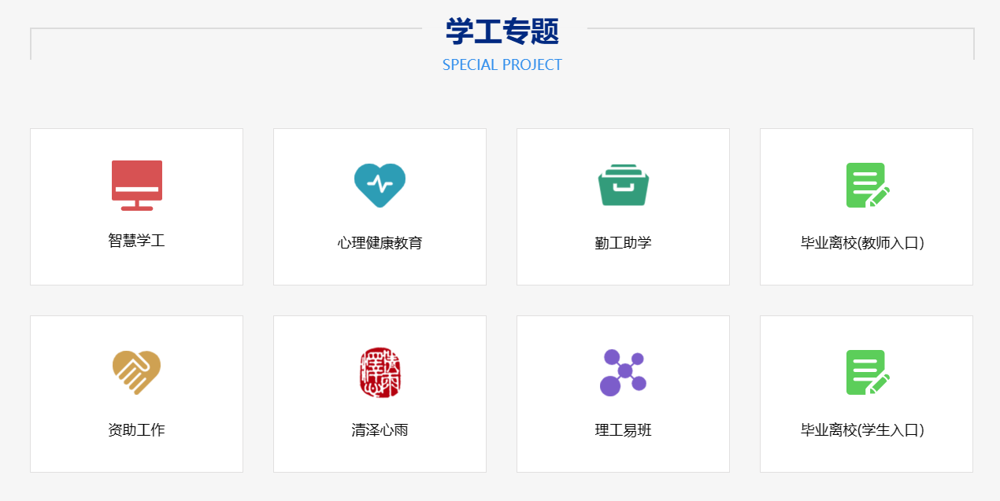 学工专题
SPECIAL PROJECT
智慧学工
心理健康教育
勤工助学
毕业离校(教师入口)
资助工作
清泽心雨
理工易班
毕业离校(学生入口)